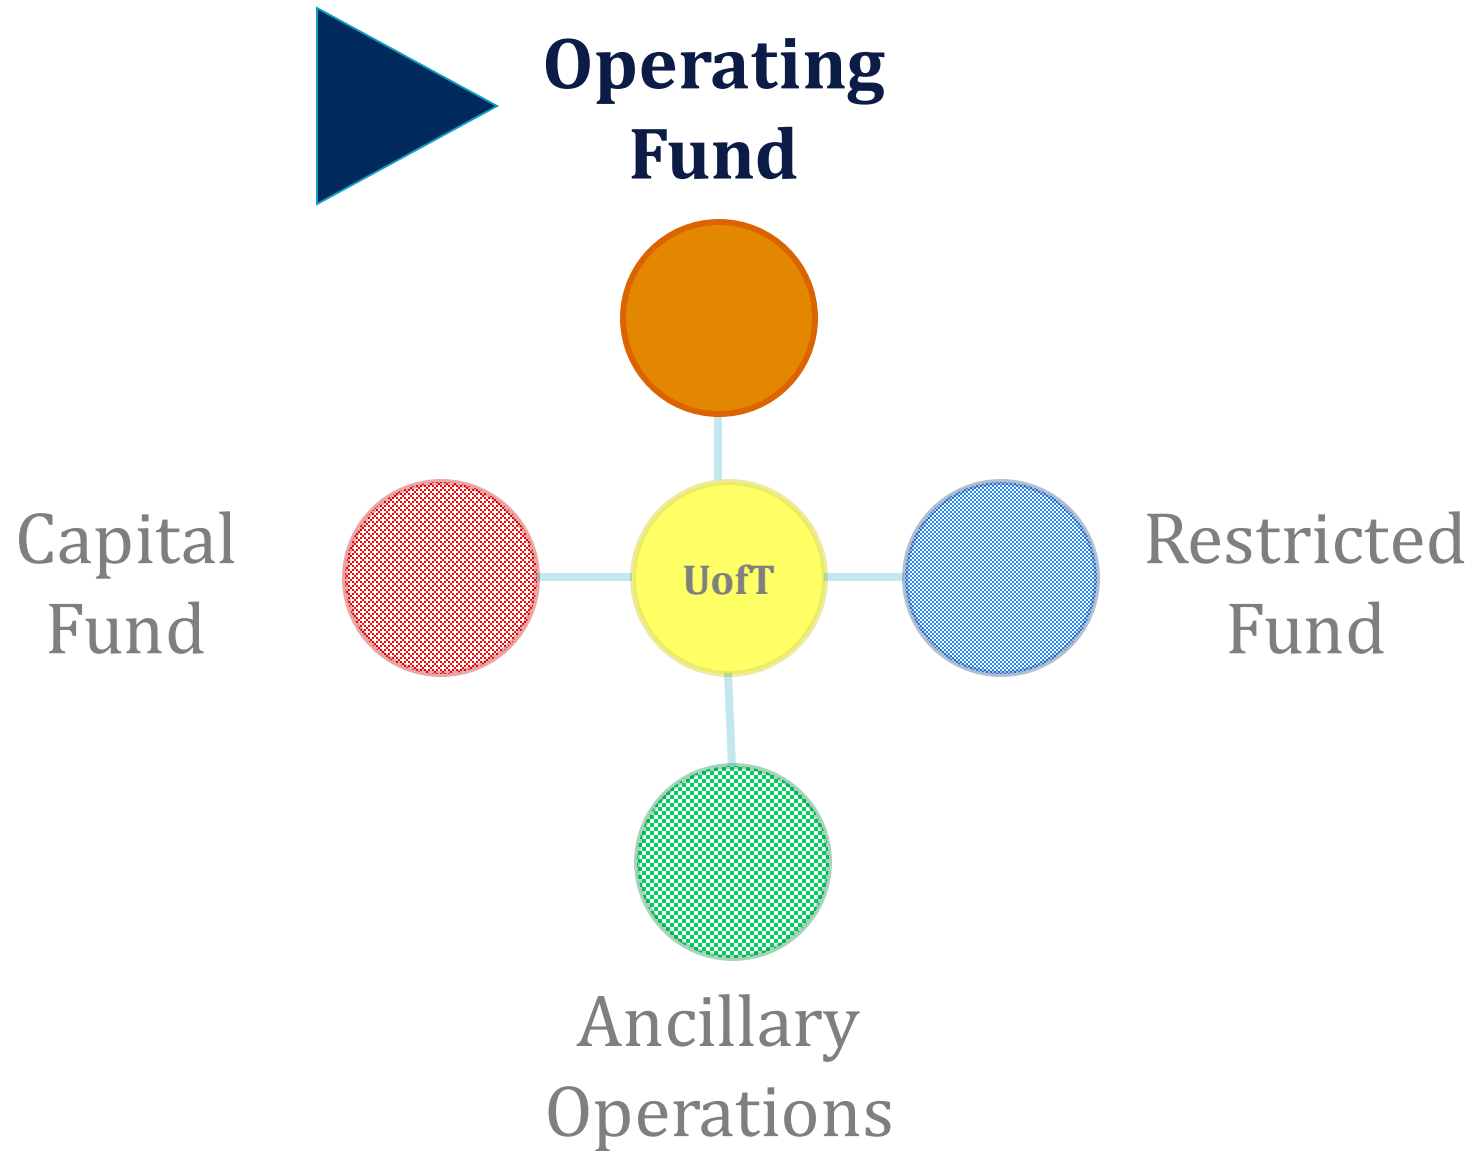 Operating
Fund
Capital
Fund
UofT
Restricted
Fund
Ancillary
Operations